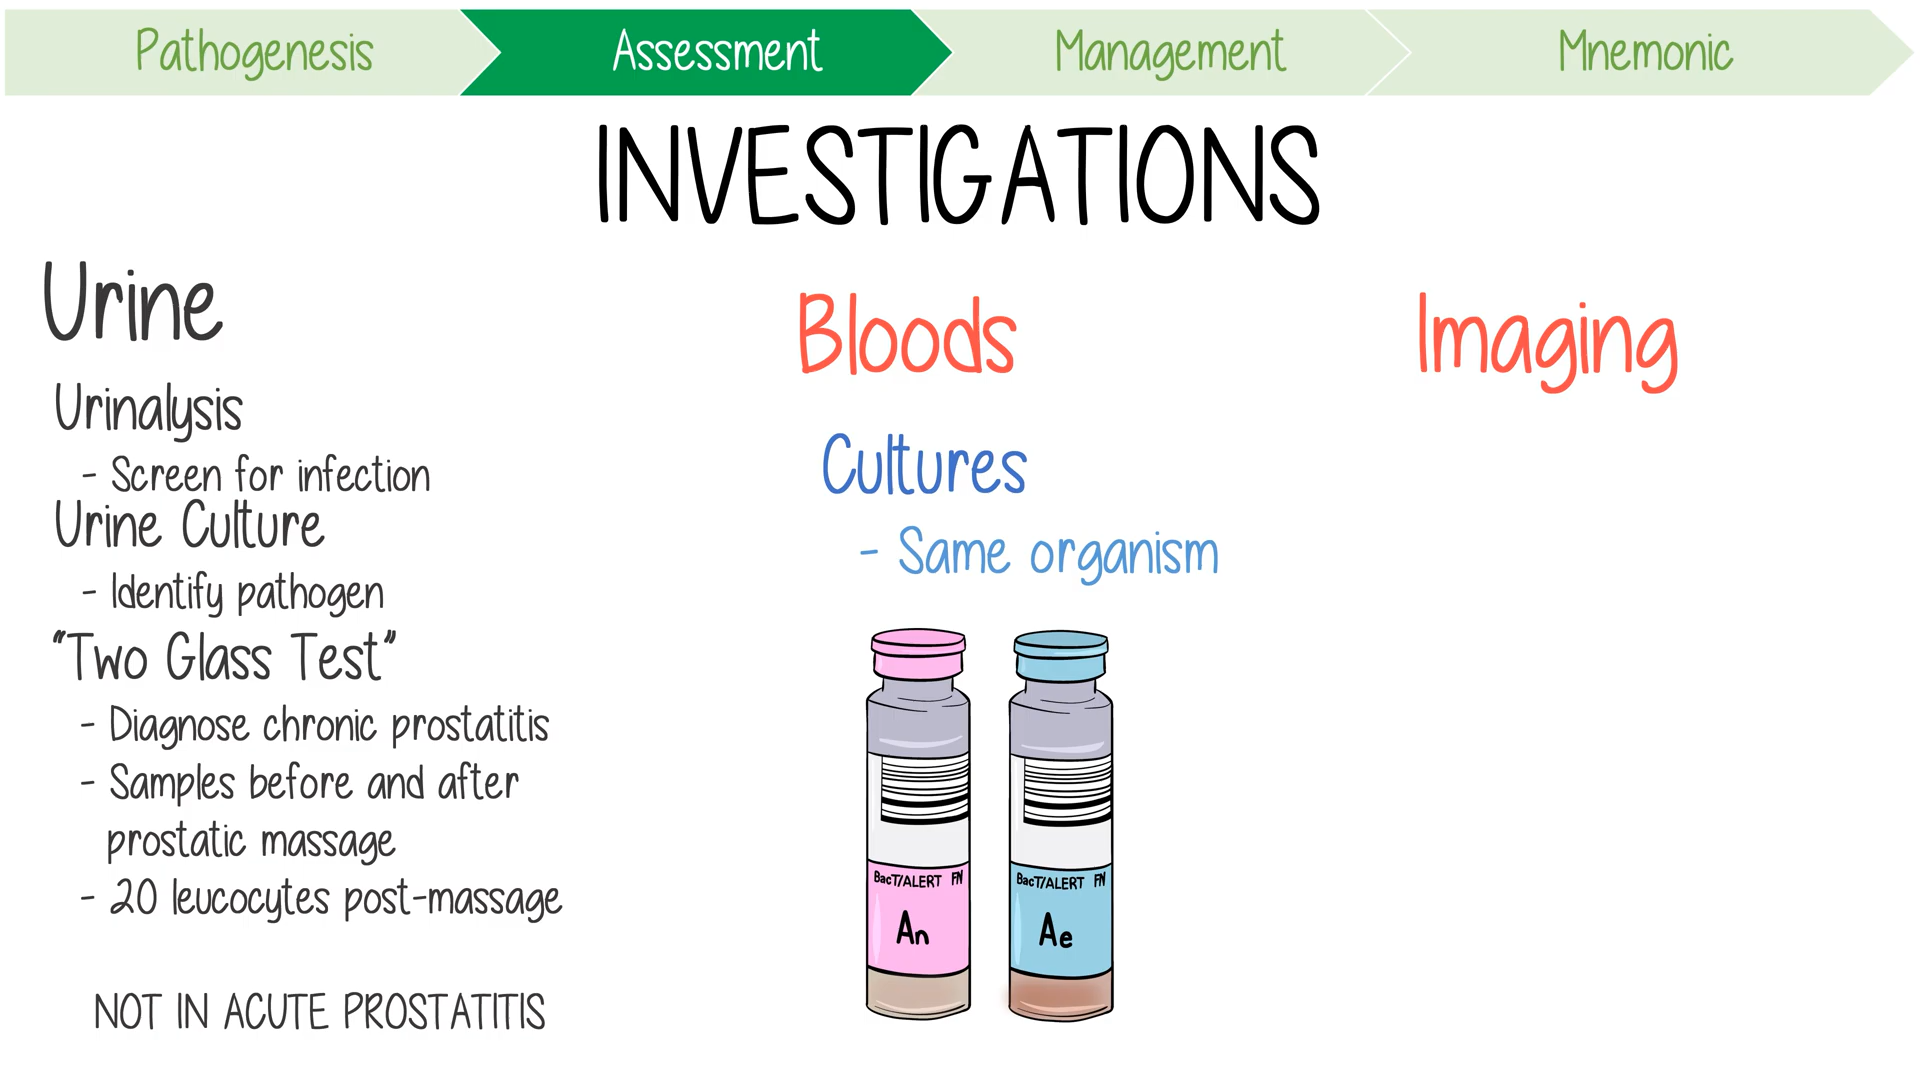 Pathogenesis
Assessment
Management
Mnemonic
INVESTIGATIONS
Urine
Urinalysis
- Screen for infection
Urine Culture
- Identify pathogen
"Two Glass Test"
- Diagnose chronic prostatitis
- Samples before and after
prostatic massage
- 20 leucocytes post-massage
NOT IN ACUTE PROSTATITIS
Bloods
Cultures
- Same organism
BacT/ALERT FN
An
BacT/ALERT FN
Ae
Imaging